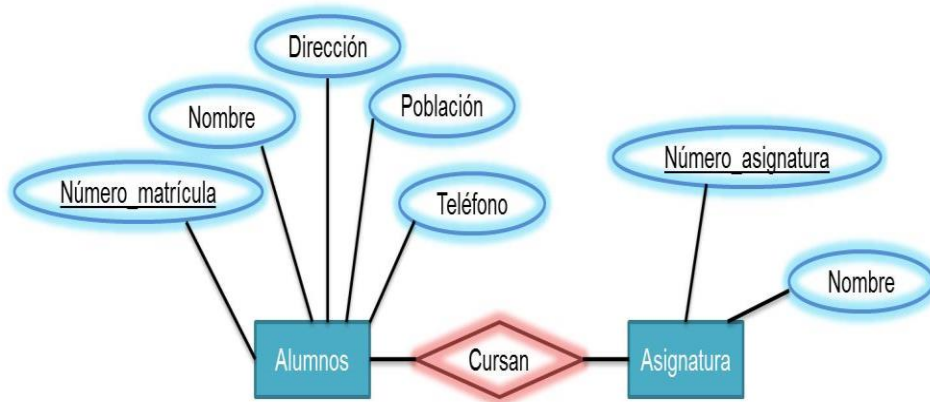 Dirección
Nombre
Población
Número_matrícula
Teléfono
Número_asignatura
Nombre
Alumnos
Cursan
Asignatura